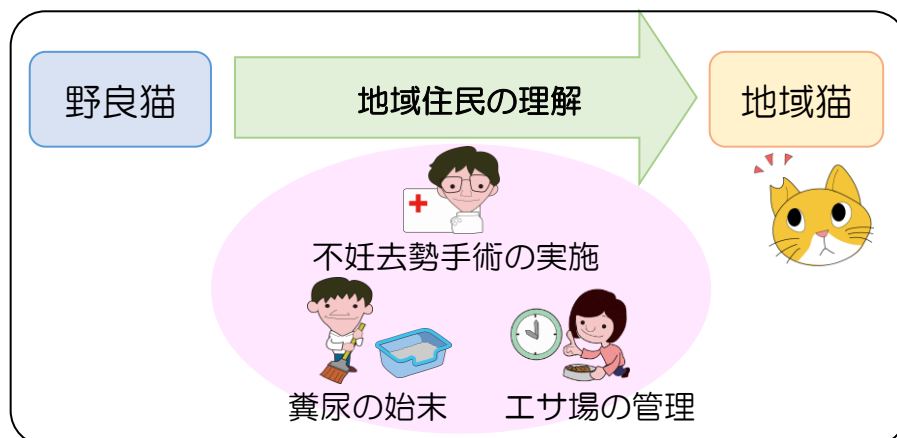 野良猫
地域住民の理解
地域猫
不妊去勢手術の実施
糞尿の始末
エサ場の管理